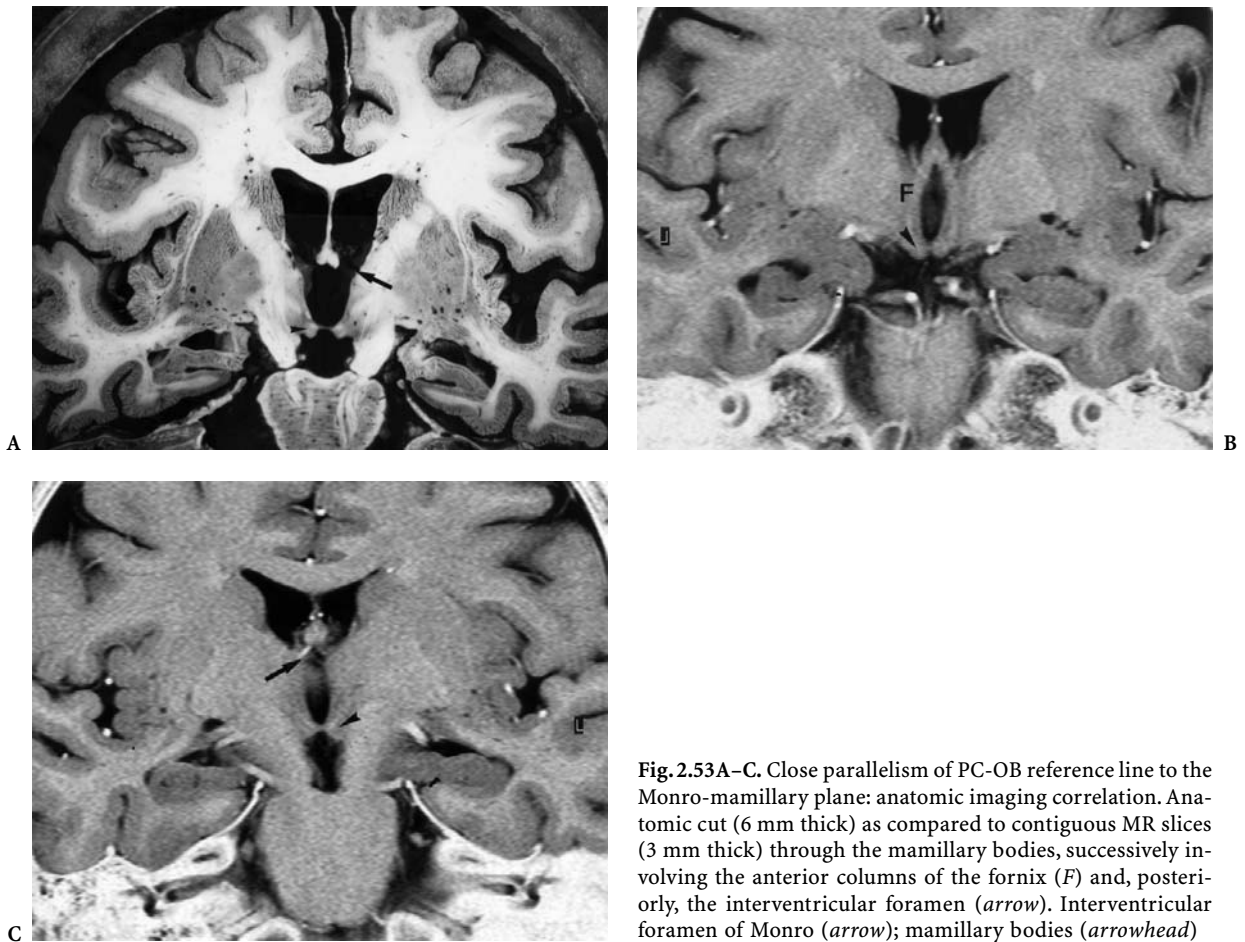 A
F
B
L
C
Fig. 2.53A–C. Close parallelism of PC-OB reference line to the
Monro-mamillary plane: anatomic imaging correlation. Ana-
tomic cut (6 mm thick) as compared to contiguous MR slices
(3 mm thick) through the mamillary bodies, successively in-
volving the anterior columns of the fornix (F) and, posteri-
orly, the interventricular foramen (arrow). Interventricular
foramen of Monro (arrow); mamillary bodies (arrowhead)